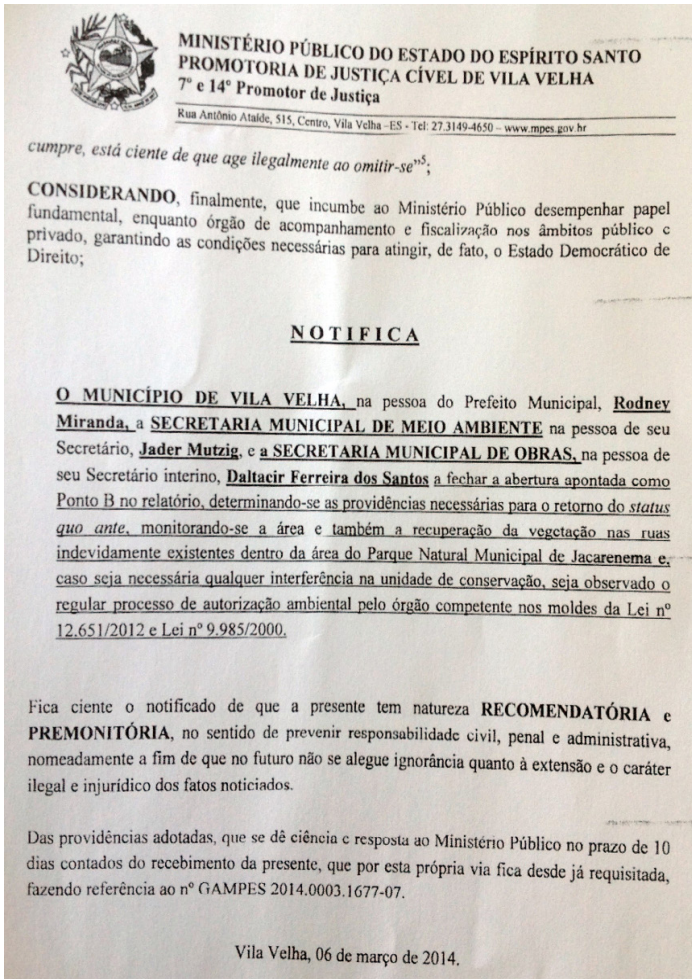 MINISTÉRIO PÚBLICO DO ESTADO DO ESPÍRITO SANTO
PROMOTORIA DE JUSTIÇA CÍVEL DE VILA VELHA
7º e 14º Promotor de Justiça
Rua Antônio Ataíde, 515, Centro, Vila Velha –ES - Tel: 27.3149-4650 – www.mpes.gov.br
cumpre, está ciente de que age ilegalmente ao omitir-se”5;
CONSIDERANDO, finalmente, que incumbe ao Ministério Público desempenhar papel
fundamental, enquanto órgão de acompanhamento e fiscalização nos âmbitos público e
privado, garantindo as condições necessárias para atingir, de fato, o Estado Democrático de
Direito;
NOTIFICA
O MUNICÍPIO DE VILA VELHA, na pessoa do Prefeito Municipal, Rodney
Miranda, a SECRETARIA MUNICIPAL DE MEIO AMBIENTE na pessoa de seu
Secretário, Jader Mutzig, e a SECRETARIA MUNICIPAL DE OBRAS, na pessoa de
seu Secretário interino, Daltacir Ferreira dos Santos a fechar a abertura apontada como
Ponto B no relatório, determinando-se as providências necessárias para o retorno do status
quo ante, monitorando-se a área e também a recuperação da vegetação nas ruas
indevidamente existentes dentro da área do Parque Natural Municipal de Jacarenema e,
caso seja necessária qualquer interferência na unidade de conservação, seja observado o
regular processo de autorização ambiental pelo órgão competente nos moldes da Lei nº
12.651/2012 e Lei nº 9.985/2000.
Fica ciente o notificado de que a presente tem natureza RECOMENDATÓRIA e
PREMONITÓRIA, no sentido de prevenir responsabilidade civil, penal e administrativa,
nomeadamente a fim de que no futuro não se alegue ignorância quanto à extensão e o caráter
ilegal e injurídico dos fatos noticiados.
Das providências adotadas, que se dê ciência e resposta ao Ministério Público no prazo de 10
dias contados do recebimento da presente, que por esta própria via fica desde já requisitada,
fazendo referência ao nº GAMPES 2014.0003.1677-07.
Vila Velha, 06 de março de 2014.